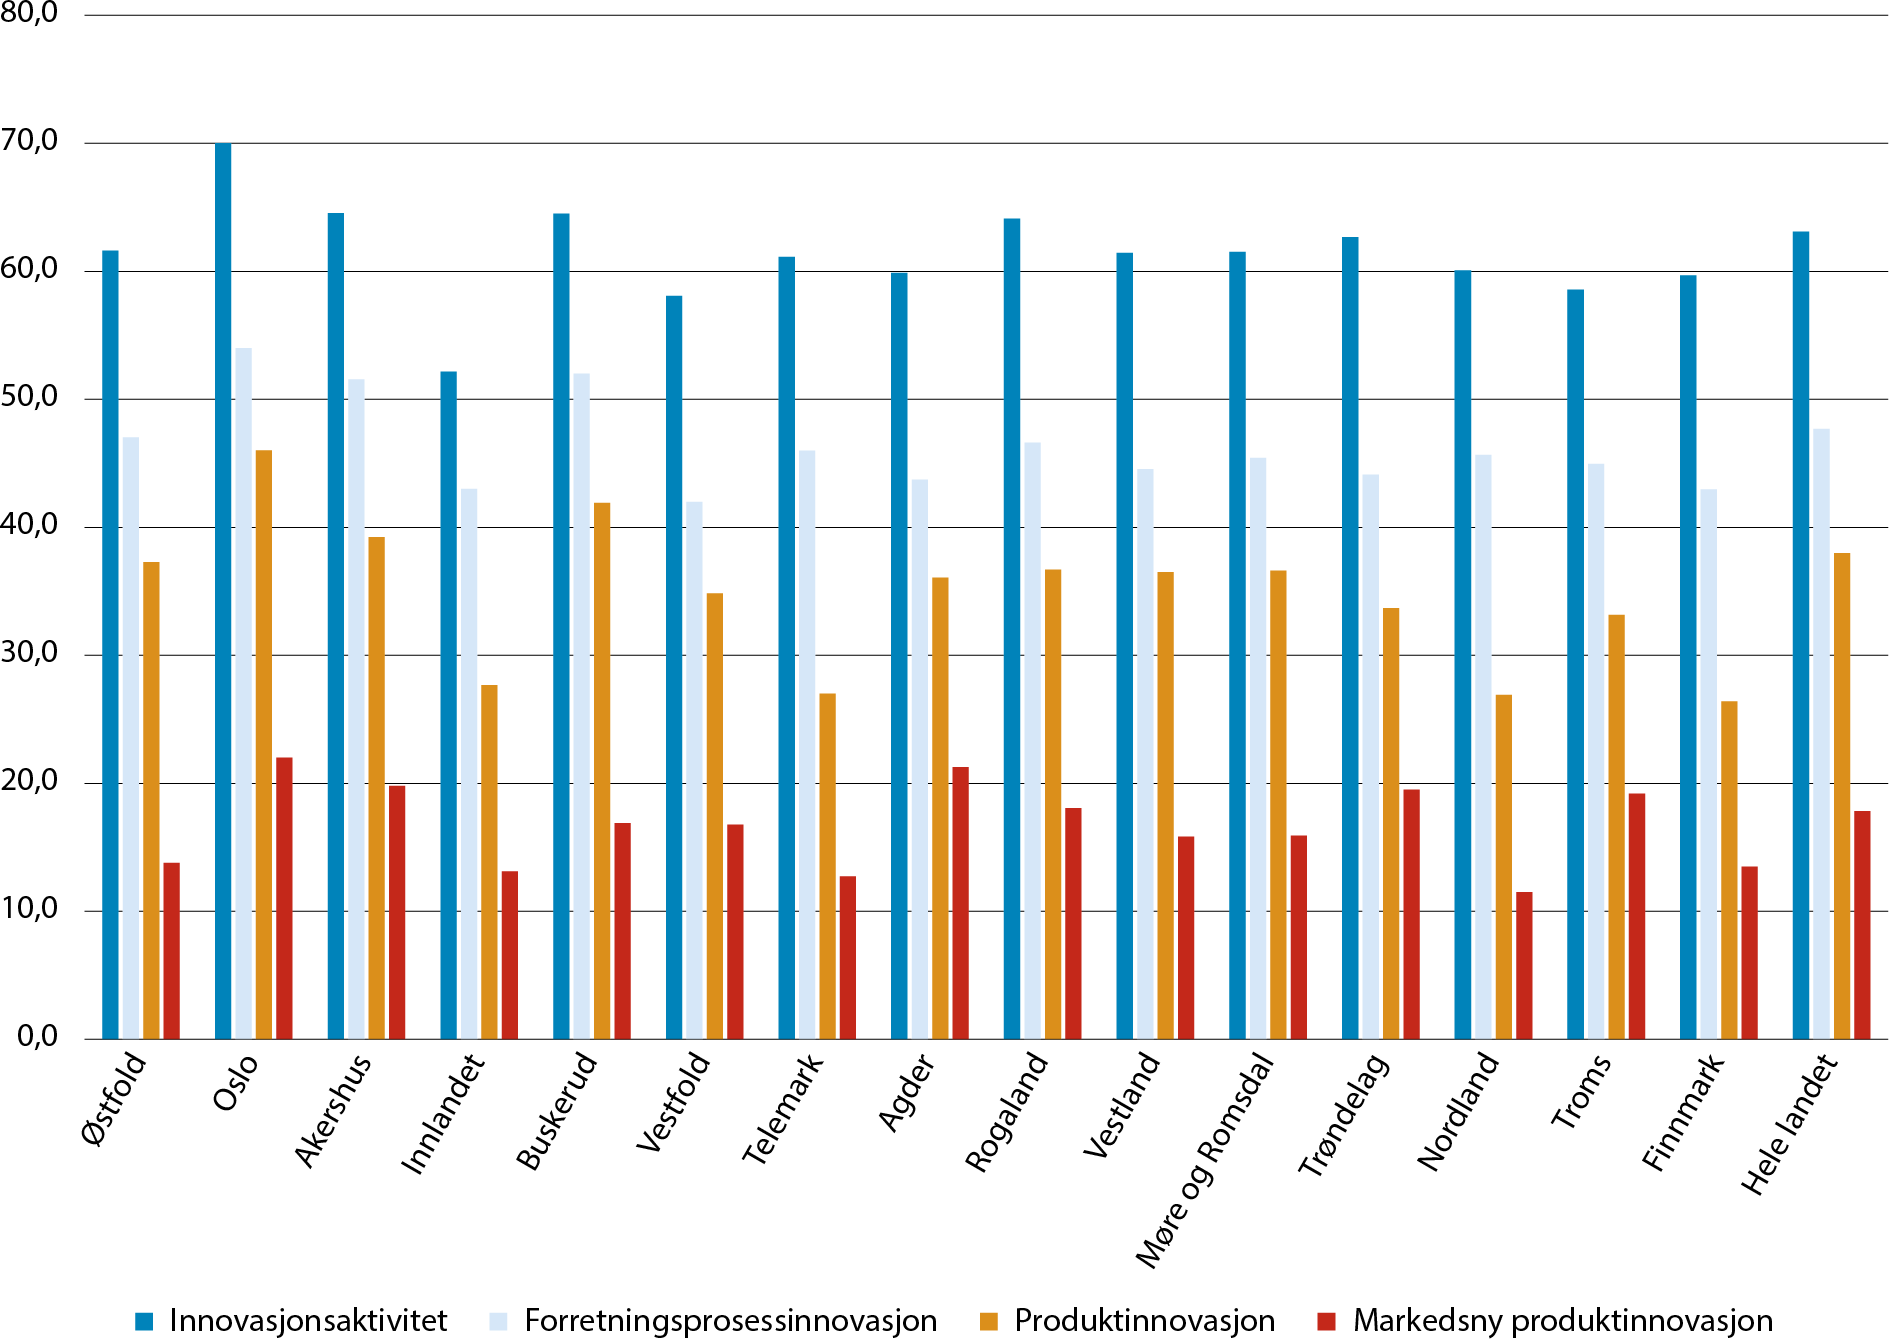 80,0
70,0
60,0
50,0
40,0
30,0
20,0
10,0
0,0
Østfold
Oslo
Akershus
Innlandet
Buskerud
Vestfold
Telemark
Agder
Rogaland
Vestland
Møre og Romsdal
Trøndelag
Nordland
Troms
Finnmark
Hele landet
Innovasjonsaktivitet Forretningsprosessinnovasjon Produktinnovasjon Markedsny produktinnovasjon